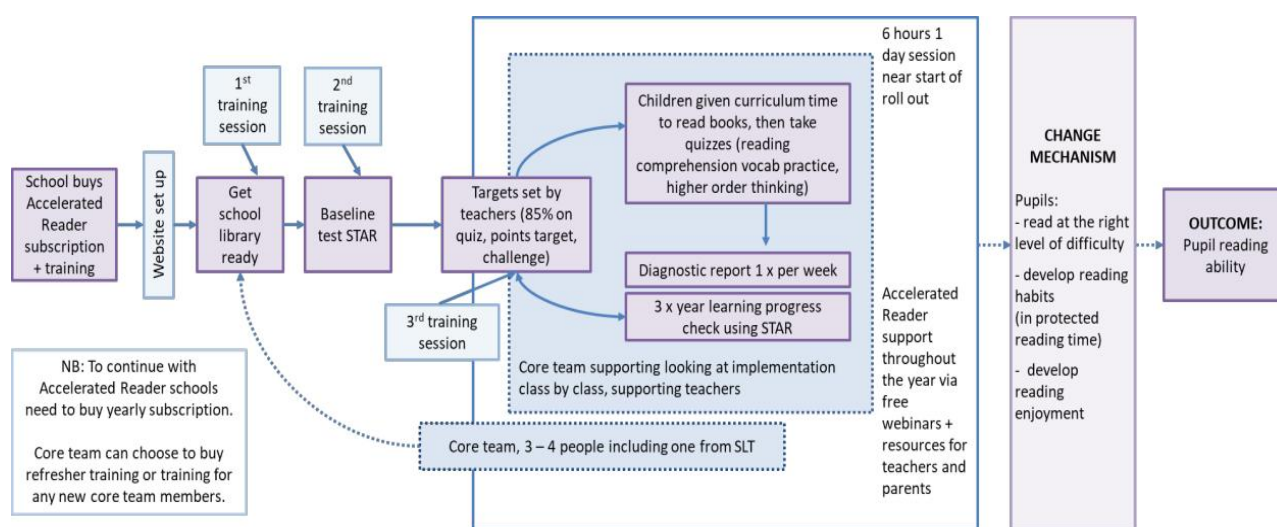 School buys
Accelerated
Reader
subscription
+ training
Website set up
1st
training
session
Get
school
library
ready
2nd
training
session
Baseline
test STAR
Targets set by
teachers (85% on
quiz, points target,
challenge)
3rd training
session
Children given curriculum time
to read books, then take
quizzes (reading
comprehension vocab practice,
higher order thinking)
Diagnostic report 1 x per week
3 x year learning progress
check using STAR
Core team supporting looking at implementation
class by class, supporting teachers
Core team, 3 – 4 people including one from SLT
6 hours 1
day session
near start of
roll out
Accelerated
Reader
support
throughout
the year via
free
webinars +
resources for
teachers and
parents
CHANGE
MECHANISM
Pupils:
- read at the right
level of difficulty
- develop reading
habits
(in protected
reading time)
- develop
reading
enjoyment
OUTCOME:
Pupil reading
ability
NB: To continue with
Accelerated Reader schools
need to buy yearly subscription.
Core team can choose to buy
refresher training or training for
any new core team members.